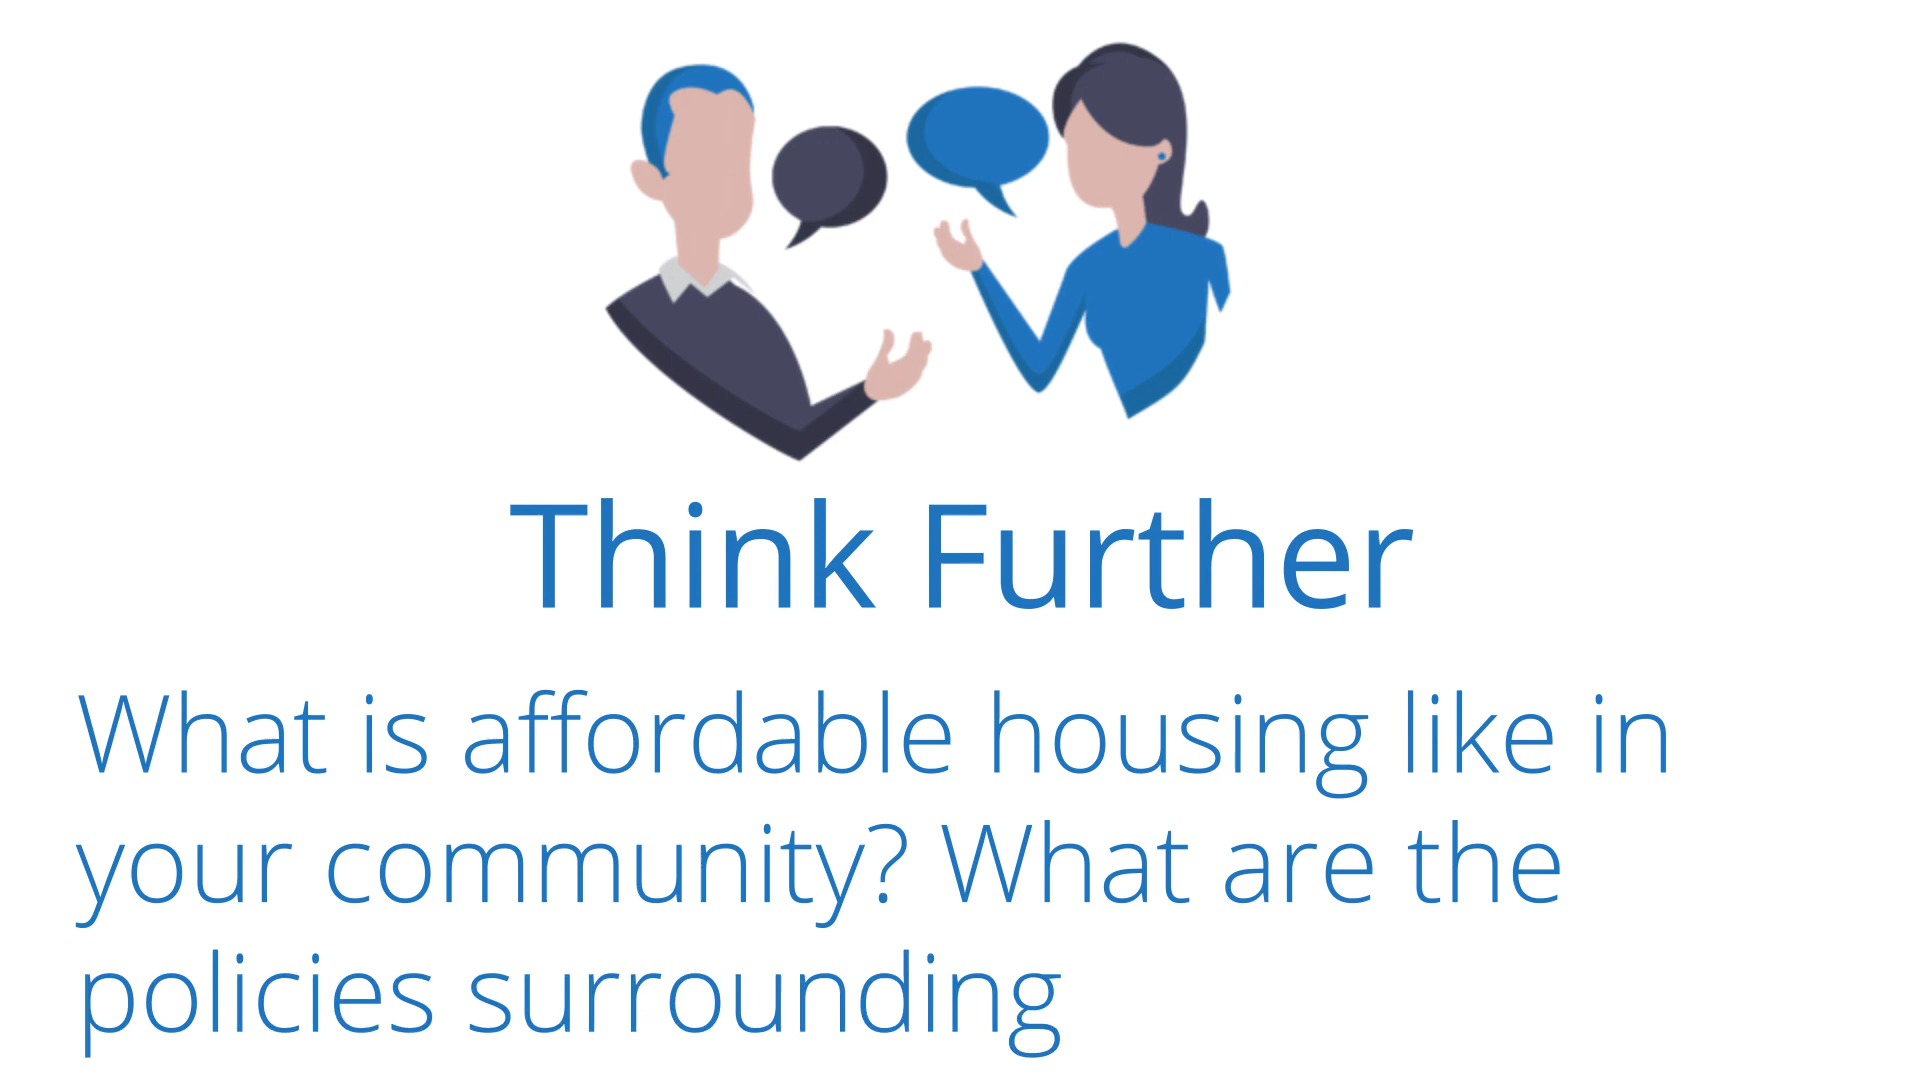 Think Further
What is affordable housing like in
your community? What are the
policies surrounding